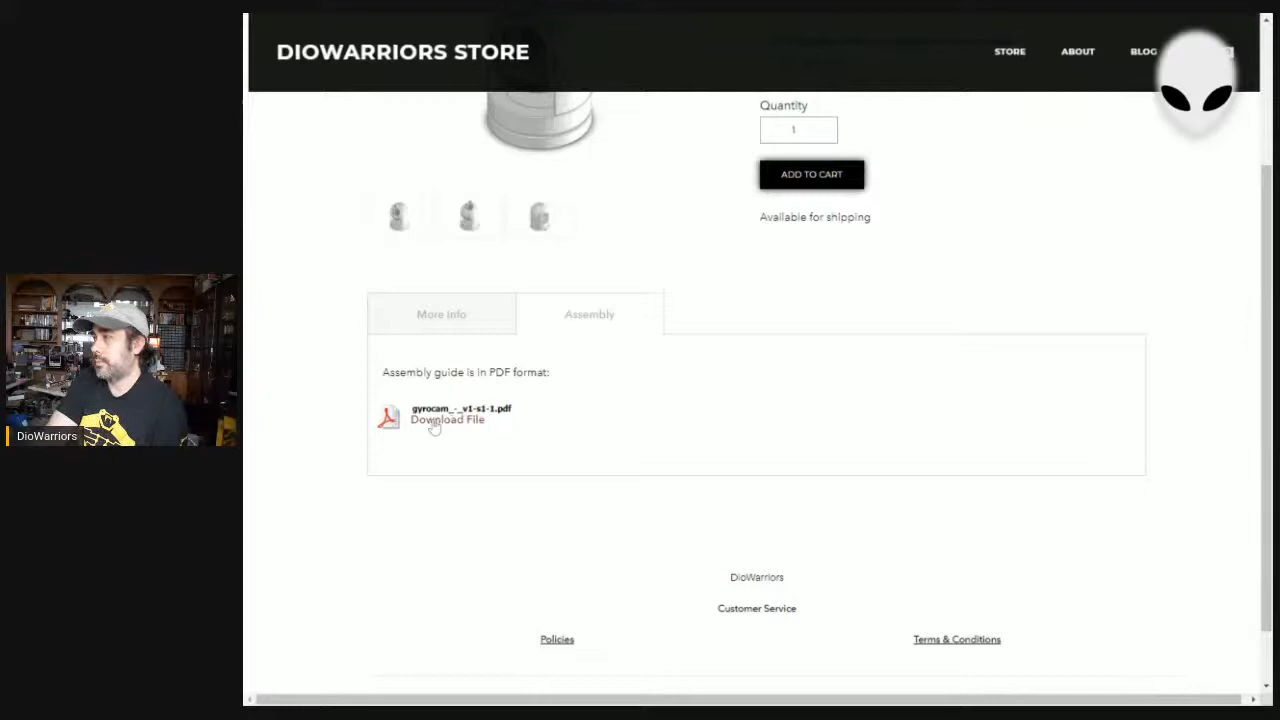 DIOWARRIORS STORE
STORE
ABOUT
BLOG
Quantity
1
ADD TO CART
Available for shipping
More info
Assembly
Assembly guide is in PDF format:
gyrocam_-_v1-s1-1.pdf
Download File
DioWarriors
DioWarriors
Customer Service
Policies
Terms & Conditions